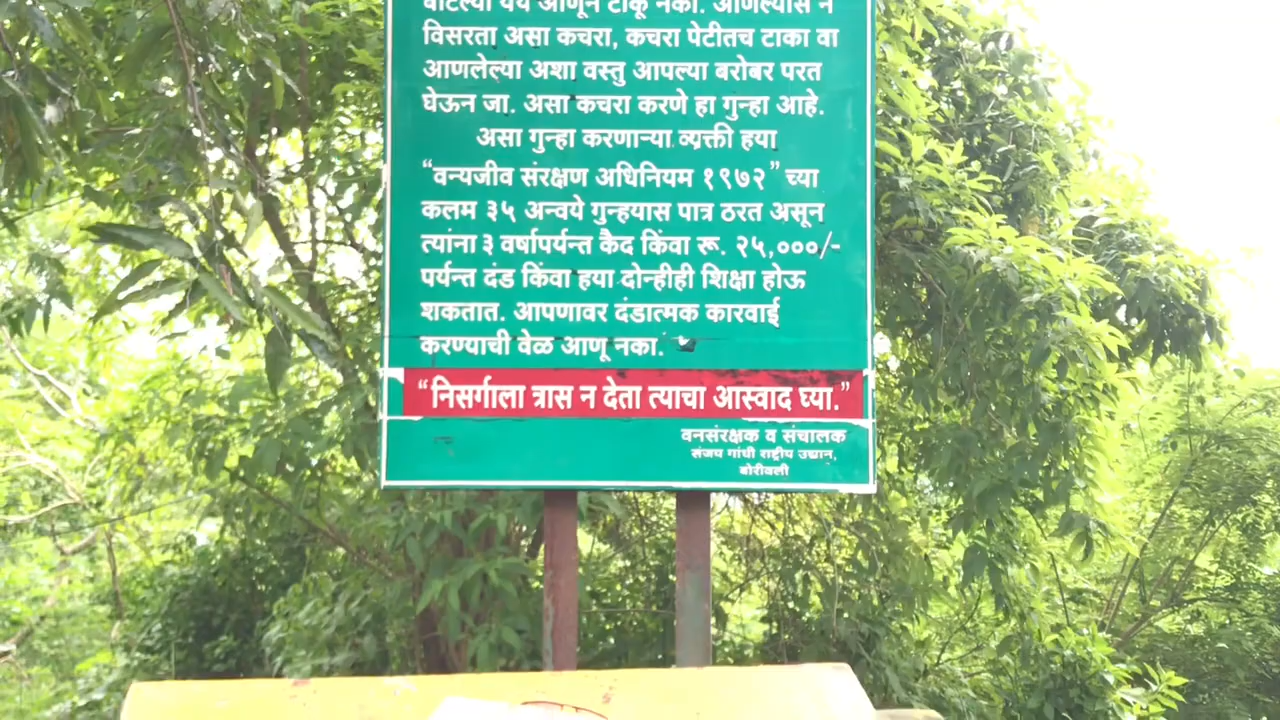 बाटल्या येथे आणून टाकू नका. आणल्यास न
विसरता असा कचरा, कचरा पेटीतच टाका वा
आणलेल्या अशा वस्तु आपल्या बरोबर परत
घेऊन जा. असा कचरा करणे हा गुन्हा आहे.
असा गुन्हा करणाऱ्या व्यक्ती हया
“वन्यजीव संरक्षण अधिनियम १९७२” च्या
कलम ३५ अन्वये गुन्हयास पात्र ठरत असून
त्यांना ३ वर्षापर्यन्त कैद किंवा रू. २५,०००/-
पर्यन्त दंड किंवा हया दोन्हीही शिक्षा होऊ
शकतात. आपणावर दंडात्मक कारवाई
करण्याची वेळ आणू नका.
“निसर्गाला त्रास न देता त्याचा आस्वाद घ्या.”
वनसंरक्षक व संचालक
संजय गांधी राष्ट्रीय उद्यान,
बोरीवली